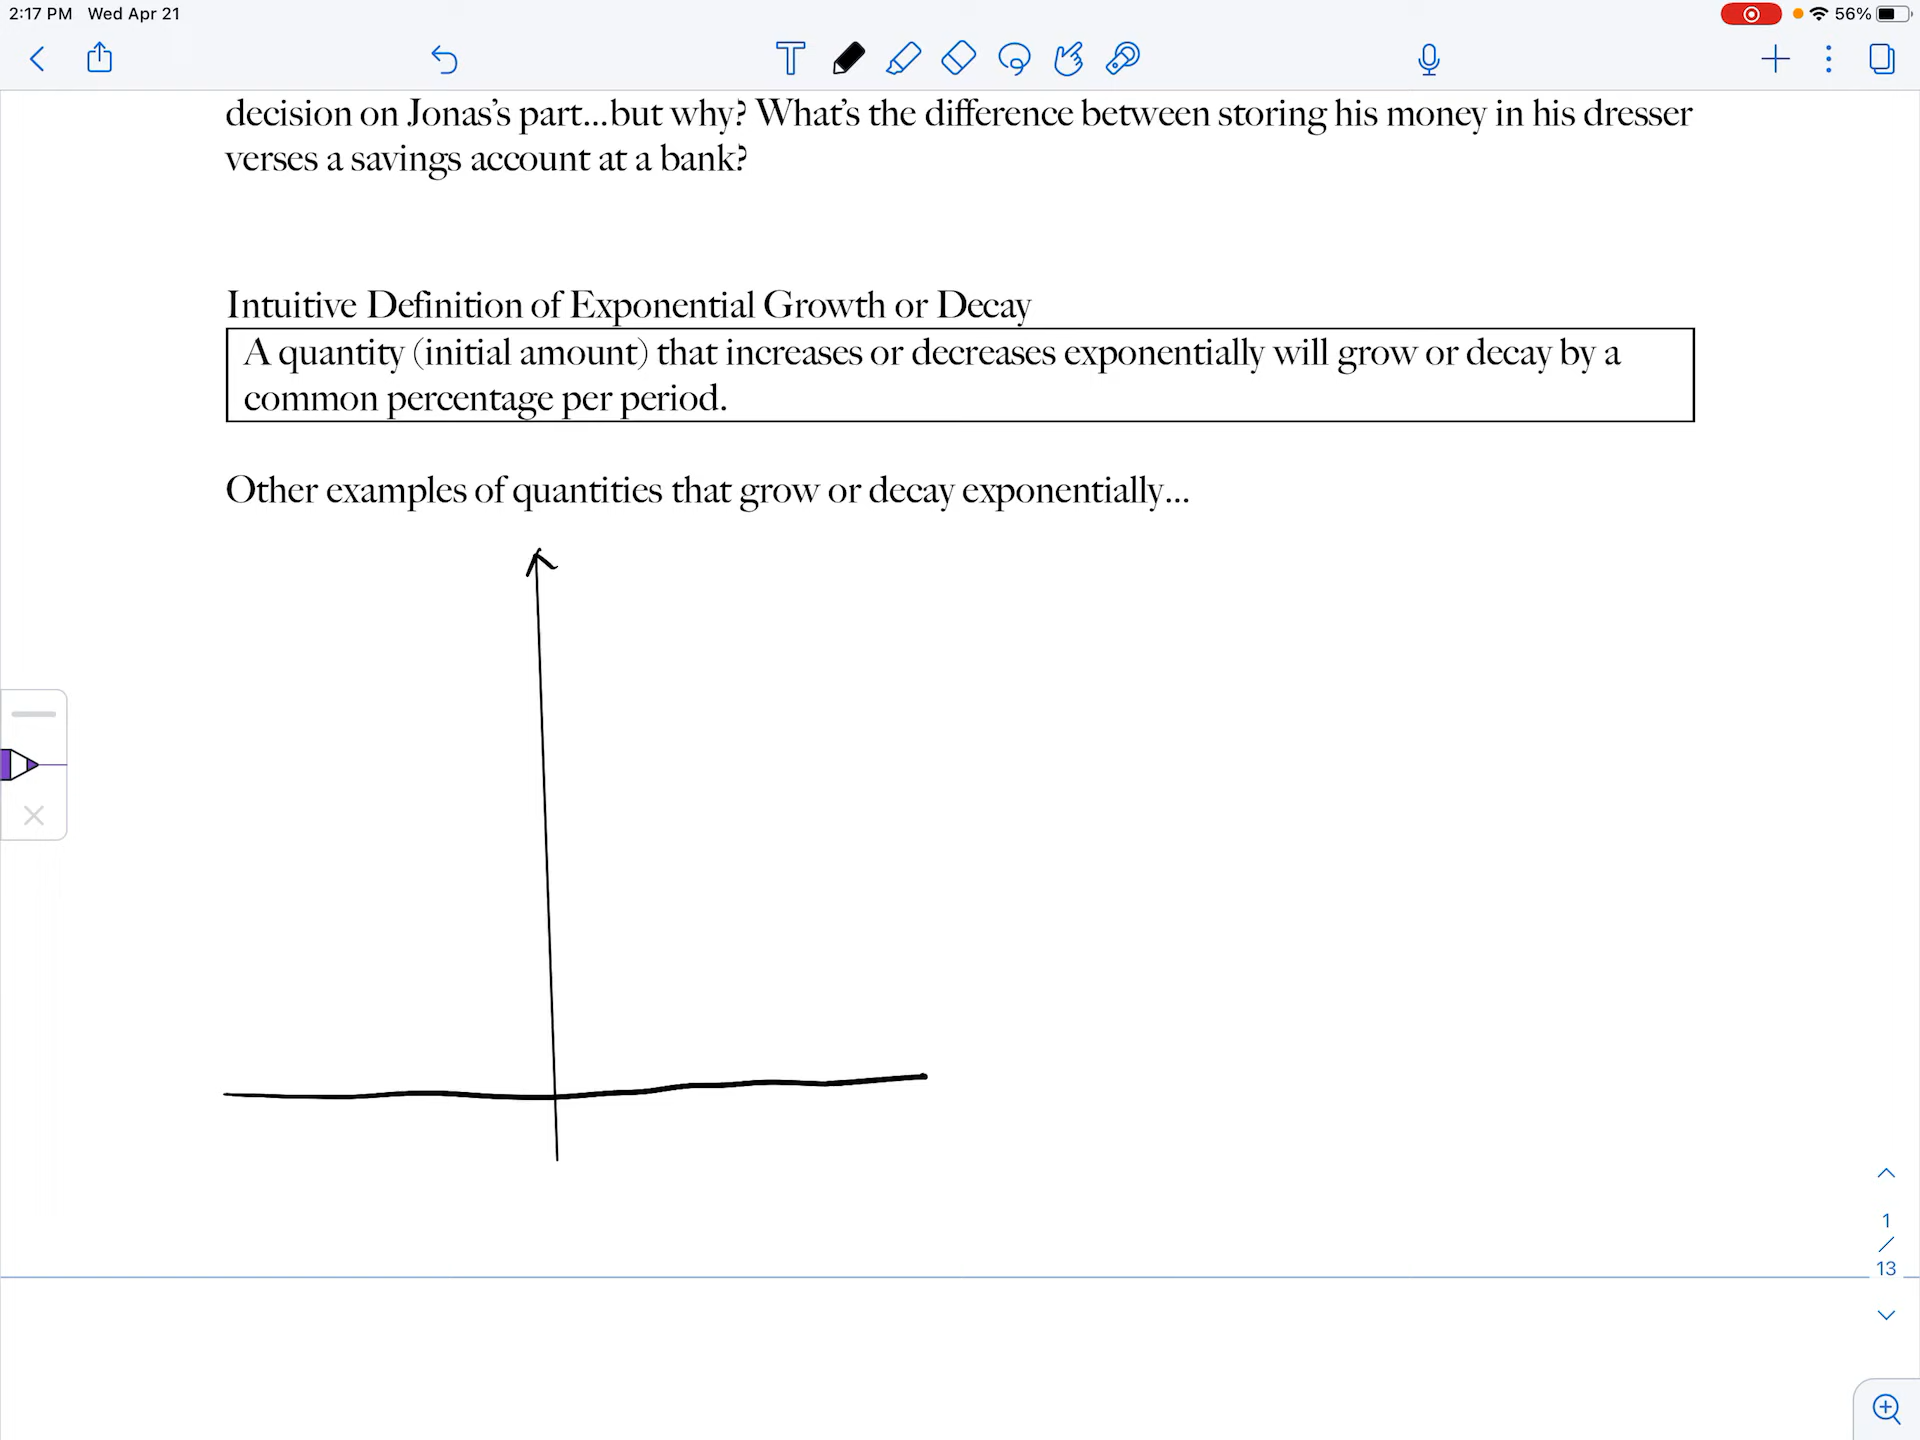 2:17 PM Wed Apr 21
56%
T
decision on Jonas's part...but why? What's the difference between storing his money in his dresser
verses a savings account at a bank?
Intuitive Definition of Exponential Growth or Decay
A quantity (initial amount) that increases or decreases exponentially will grow or decay by a
common percentage per period.
Other examples of quantities that grow or decay exponentially...
1
/
13